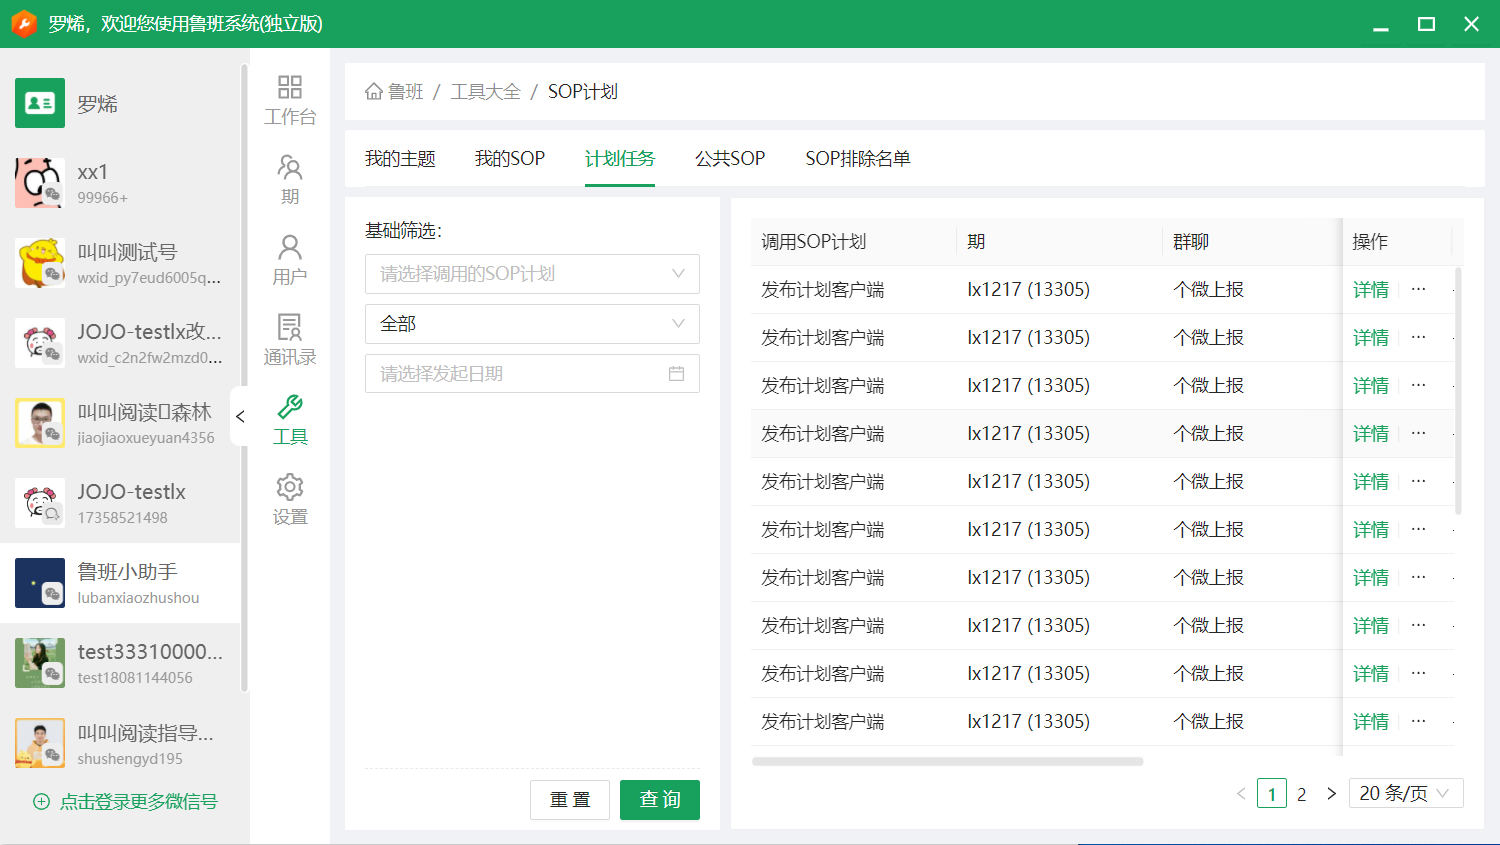 罗烯，欢迎您使用鲁班系统(独立版)
罗烯
xx1
99966+
叫叫测试号
wxid_py7eud6005q...
JOJO-testlx改...
wxid_c2n2fw2mzd0...
叫叫阅读▯森林
jiaojiaoxueyuan4356
JOJO-testlx
17358521498
鲁班小助手
lubanxiaozhushou
test33310000...
test18081144056
叫叫阅读指导...
shushengyd195
点击登录更多微信号
工作台
期
用户
通讯录
工具
设置
鲁班 / 工具大全 / SOP计划
我的主题 我的SOP 计划任务 公共SOP SOP排除名单
基础筛选：
请选择调用的SOP计划
全部
请选择发起日期
重 置 查 询
调用SOP计划 期 群聊 操作
发布计划客户端 lx1217 (13305) 个微上报 详情 ···
发布计划客户端 lx1217 (13305) 个微上报 详情 ···
发布计划客户端 lx1217 (13305) 个微上报 详情 ···
发布计划客户端 lx1217 (13305) 个微上报 详情 ···
发布计划客户端 lx1217 (13305) 个微上报 详情 ···
发布计划客户端 lx1217 (13305) 个微上报 详情 ···
发布计划客户端 lx1217 (13305) 个微上报 详情 ···
发布计划客户端 lx1217 (13305) 个微上报 详情 ···
发布计划客户端 lx1217 (13305) 个微上报 详情 ···
发布计划客户端 lx1217 (13305) 个微上报 详情 ···
< 1 2 > 20 条/页